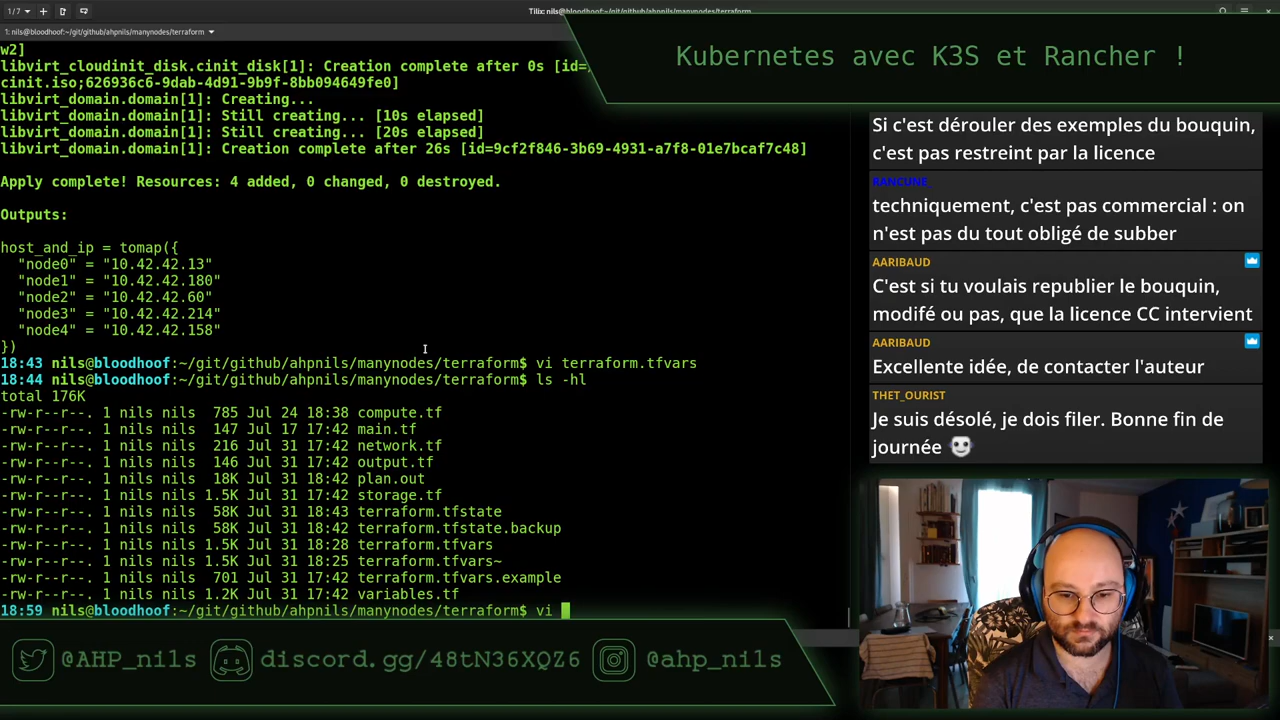 1/7
Tilix: nils@bloodhoof:~/git/github/ahpnils/manynodes/terraform
1: nils@bloodhoof:~/git/github/ahpnils/manynodes/terraform
Kubernetes avec K3S et Rancher !
w2]
libvirt_cloudinit_disk.cinit_disk[1]: Creation complete after 0s [id=
cinit.iso;626936c6-9dab-4d91-9b9f-8bb094649fe0]
libvirt_domain.domain[1]: Creating...
libvirt_domain.domain[1]: Still creating... [10s elapsed]
libvirt_domain.domain[1]: Still creating... [20s elapsed]
libvirt_domain.domain[1]: Creation complete after 26s [id=9cf2f846-3b69-4931-a7f8-01e7bcaf7c48]
Apply complete! Resources: 4 added, 0 changed, 0 destroyed.
Outputs:
host_and_ip = tomap({
"node0" = "10.42.42.13"
"node1" = "10.42.42.180"
"node2" = "10.42.42.60"
"node3" = "10.42.42.214"
"node4" = "10.42.42.158"
})
18:43 nils@bloodhoof:~/git/github/ahpnils/manynodes/terraform$ vi terraform.tfvars
18:44 nils@bloodhoof:~/git/github/ahpnils/manynodes/terraform$ ls -hl
total 176K
-rw-r--r--. 1 nils nils  785 Jul 24 18:38 compute.tf
-rw-r--r--. 1 nils nils  147 Jul 17 17:42 main.tf
-rw-r--r--. 1 nils nils  216 Jul 31 17:42 network.tf
-rw-r--r--. 1 nils nils  146 Jul 31 17:42 output.tf
-rw-r--r--. 1 nils nils  18K Jul 31 17:42 plan.out
-rw-r--r--. 1 nils nils 1.5K Jul 31 17:42 storage.tf
-rw-r--r--. 1 nils nils  58K Jul 31 18:43 terraform.tfstate
-rw-r--r--. 1 nils nils  58K Jul 31 18:42 terraform.tfstate.backup
-rw-r--r--. 1 nils nils 1.5K Jul 31 18:28 terraform.tfvars
-rw-r--r--. 1 nils nils 1.5K Jul 31 18:25 terraform.tfvars~
-rw-r--r--. 1 nils nils  701 Jul 31 17:42 terraform.tfvars.example
-rw-r--r--. 1 nils nils 1.2K Jul 31 17:42 variables.tf
18:59 nils@bloodhoof:~/git/github/ahpnils/manynodes/terraform$ vi
Si c'est dérouler des exemples du bouquin,
c'est pas restreint par la licence
RANCUNE_
techniquement, c'est pas commercial : on
n'est pas du tout obligé de subber
AARIBAUD
C'est si tu voulais republier le bouquin,
modifé ou pas, que la licence CC intervient
AARIBAUD
Excellente idée, de contacter l'auteur
THET_OURIST
Je suis désolé, je dois filer. Bonne fin de
journée
@AHP_nils
discord.gg/48tN36XQZ6
@ahp_nils